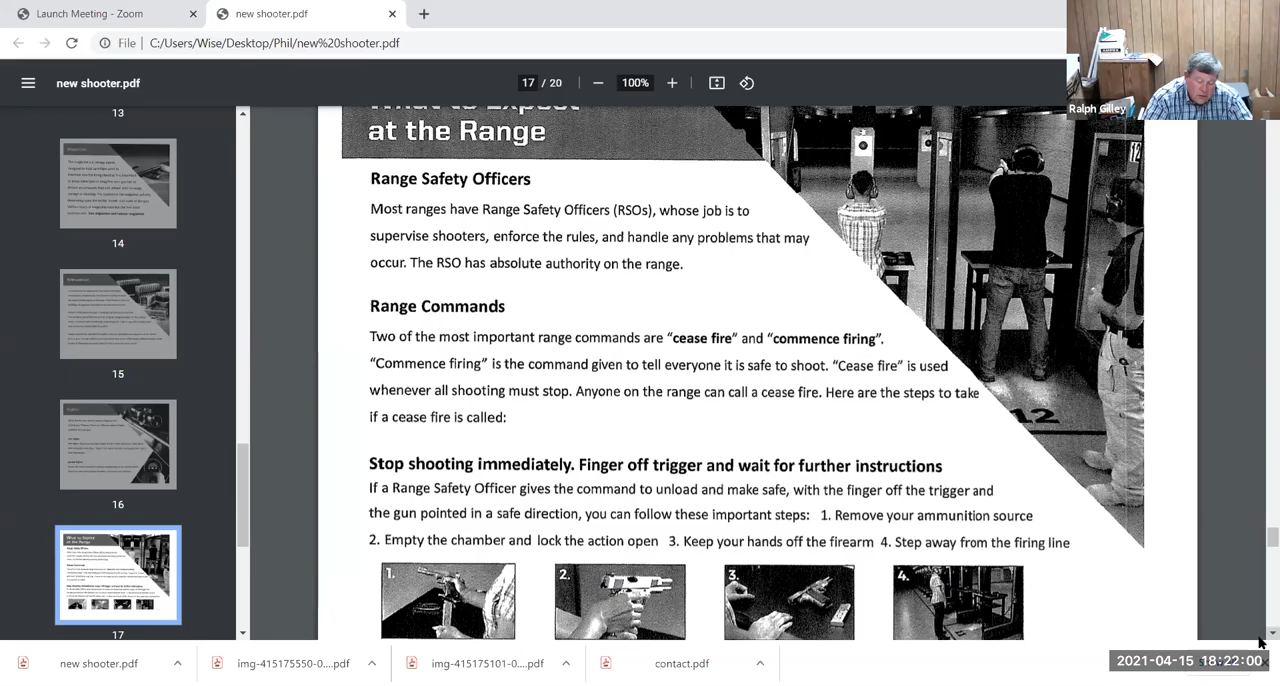 Launch Meeting - Zoom
new shooter.pdf
File
C:/Users/Wise/Desktop/Phil/new%20shooter.pdf
new shooter.pdf
17 / 20
100%
Ralph Gilley
13
14
15
16
17
What to Expect
at the Range
Range Safety Officers
Most ranges have Range Safety Officers (RSOs), whose job is to
supervise shooters, enforce the rules, and handle any problems that may
occur. The RSO has absolute authority on the range.
Range Commands
Two of the most important range commands are “cease fire” and “commence firing”.
“Commence firing” is the command given to tell everyone it is safe to shoot. “Cease fire” is used
whenever all shooting must stop. Anyone on the range can call a cease fire. Here are the steps to take
if a cease fire is called:
Stop shooting immediately. Finger off trigger and wait for further instructions
If a Range Safety Officer gives the command to unload and make safe, with the finger off the trigger and
the gun pointed in a safe direction, you can follow these important steps: 1. Remove your ammunition source
2. Empty the chamber and lock the action open 3. Keep your hands off the firearm 4. Step away from the firing line
1. 2. 3. 4.
12
12
new shooter.pdf
img-415175550-0....pdf
img-415175101-0....pdf
contact.pdf
2021-04-15 18:22:00